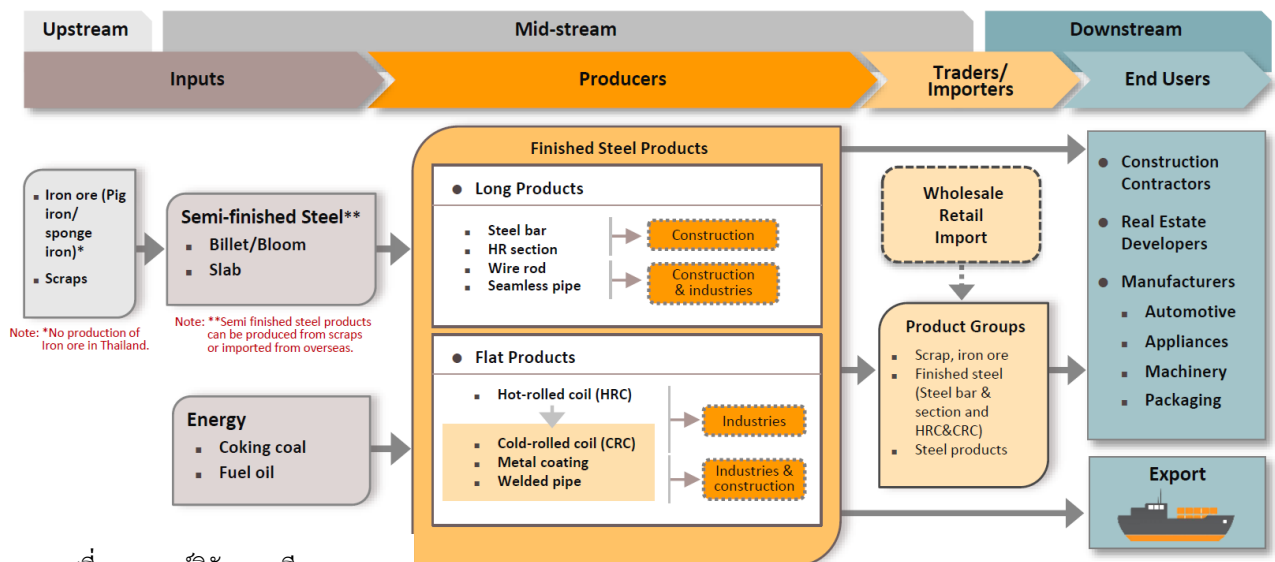 Upstream
Mid-stream
Downstream
Inputs
Producers
Traders/
Importers
End Users
Iron ore (Pig
iron/
sponge
iron)*
Scraps
Note: *No production of
Iron ore in Thailand.
Semi-finished Steel**
Billet/Bloom
Slab
Note: **Semi finished steel products
can be produced from scraps
or imported from overseas.
Energy
Coking coal
Fuel oil
Finished Steel Products
Long Products
Steel bar
HR section
Wire rod
Seamless pipe
Construction
Construction
& industries
Flat Products
Hot-rolled coil (HRC)
Cold-rolled coil (CRC)
Metal coating
Welded pipe
Industries
Industries &
construction
Wholesale
Retail
Import
Product Groups
Scrap, iron ore
Finished steel
(Steel bar &
section and
HRC&CRC)
Steel products
Construction
Contractors
Real Estate
Developers
Manufacturers
Automotive
Appliances
Machinery
Packaging
Export